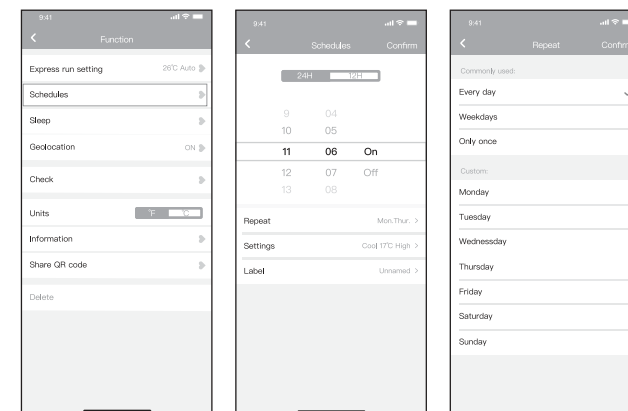 9:41
Function
Express run setting 26°C Auto
Schedules
Sleep
Geolocation ON
Check
Units °F °C
Information
Share QR code
Delete
9:41
Schedules Confirm
24H 12H
9 04
10 05
11 06 On
12 07 Off
13 08
Repeat Mon.Thur. >
Settings Cool 17°C High >
Label Unnamed >
9:41
Repeat Confirm
Commonly used:
Every day
Weekdays
Only once
Custom:
Monday
Tuesday
Wednessday
Thursday
Friday
Saturday
Sunday